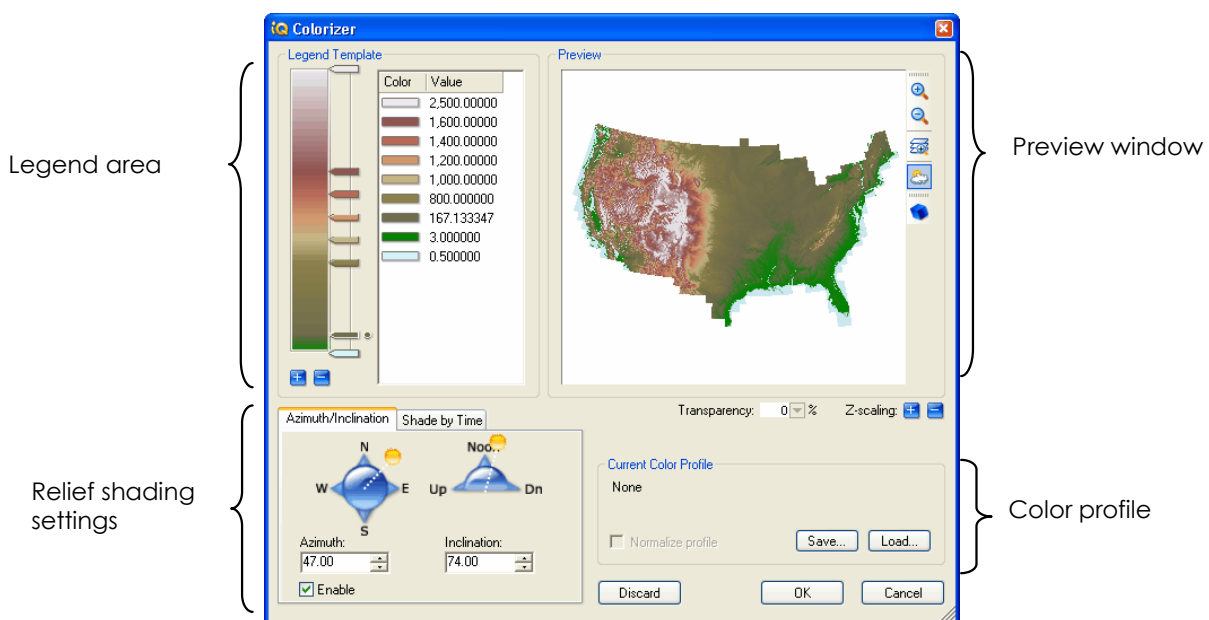 iQ Colorizer
Legend Template
Color Value
2,500.00000
1,600.00000
1,400.00000
1,200.00000
1,000.00000
800.000000
167.133347
3.000000
0.500000
Preview
Legend area
Preview window
Transparency: 0 % Z-scaling:
Azimuth/Inclination Shade by Time
N
W E
S
Noon
Up Dn
Azimuth: Inclination:
47.00 74.00
Enable
Relief shading
settings
Current Color Profile
None
Normalize profile Save... Load...
Color profile
Discard OK Cancel